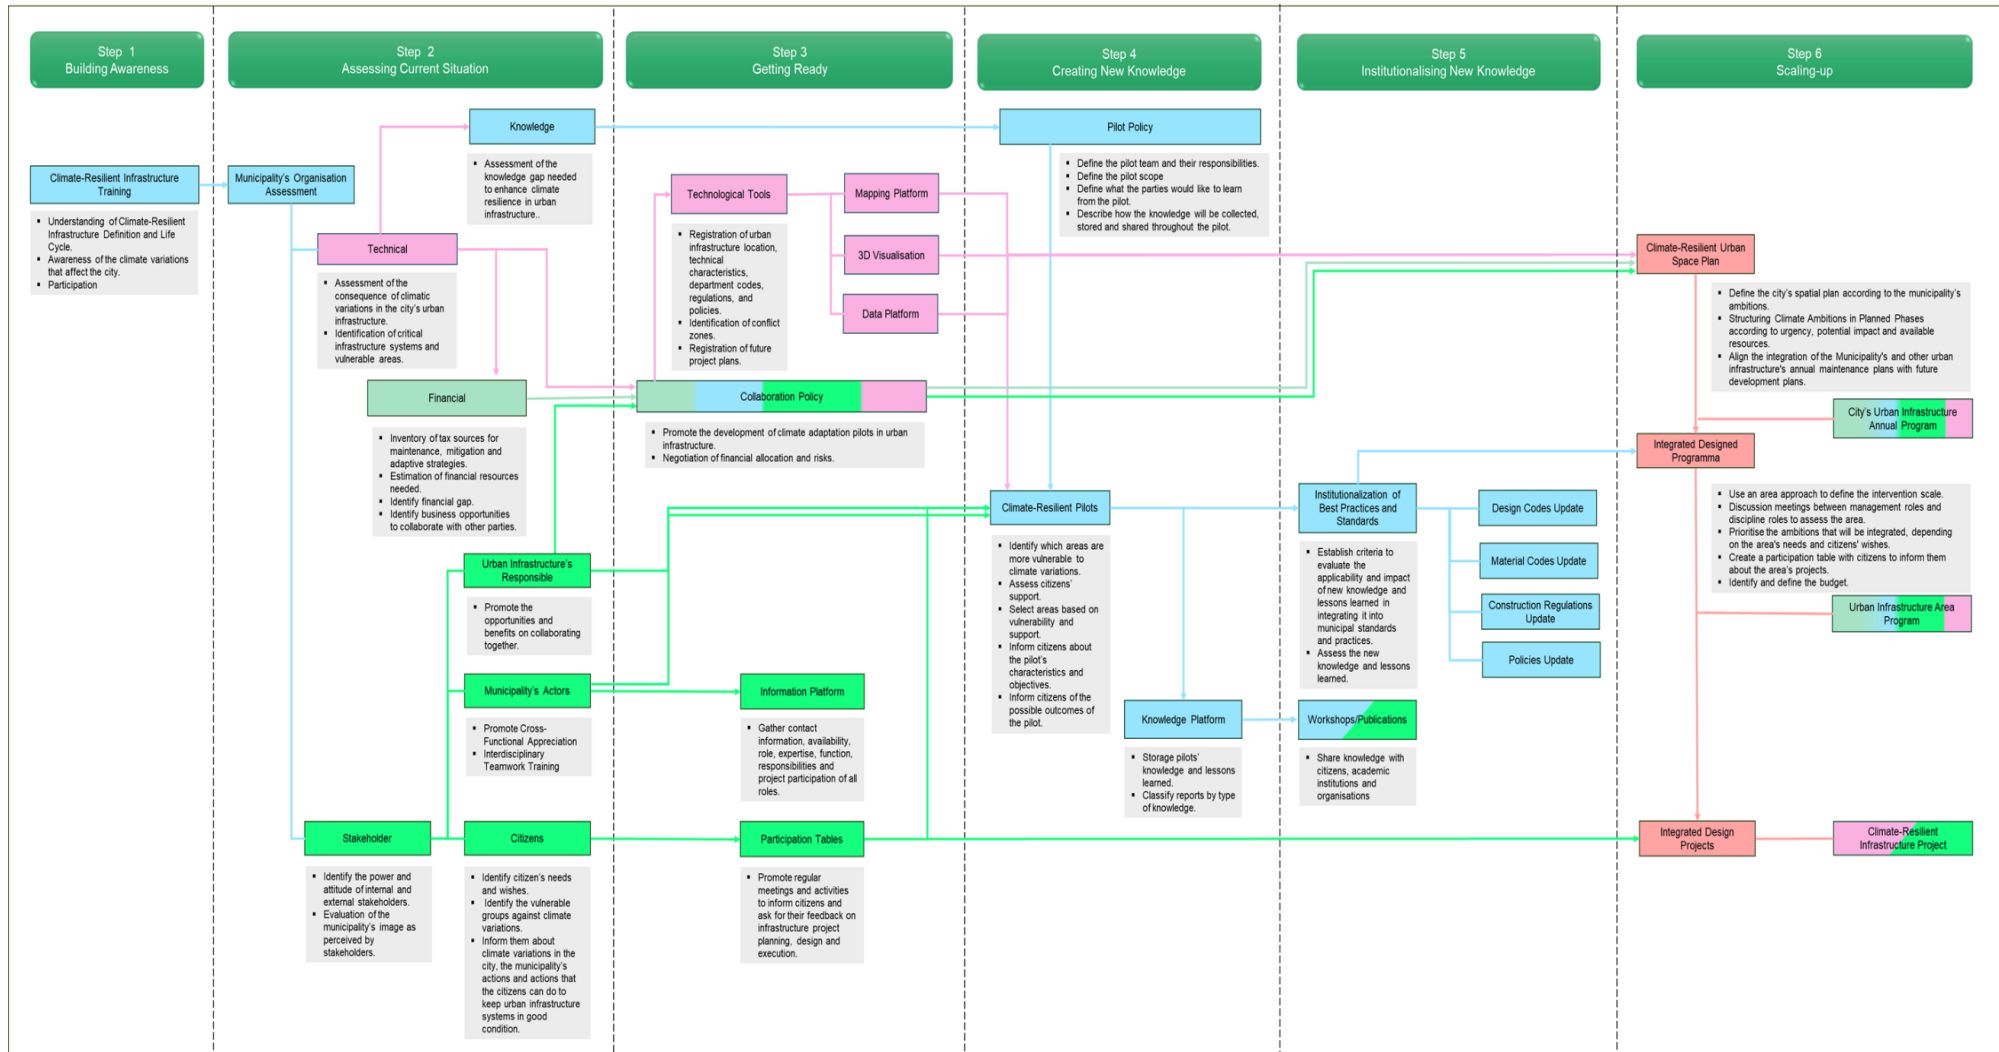 Step 1
Building Awareness
Step 2
Assessing Current Situation
Step 3
Getting Ready
Step 4
Creating New Knowledge
Step 5
Institutionalising New Knowledge
Step 6
Scaling-up
Climate-Resilient Infrastructure
Training
▪ Understanding of Climate-Resilient
Infrastructure Definition and Life
Cycle.
▪ Awareness of the climate variations
that affect the city.
▪ Participation
Municipality's Organisation
Assessment
Knowledge
▪ Assessment of the
knowledge gap needed
to enhance climate
resilience in urban
infrastructure..
Technical
▪ Assessment of the
consequence of climatic
variations in the city's urban
infrastructure.
▪ Identification of critical
infrastructure systems and
vulnerable areas.
Financial
▪ Inventory of tax sources for
maintenance, mitigation and
adaptive strategies.
▪ Estimation of financial resources
needed.
▪ Identify financial gap.
▪ Identify business opportunities
to collaborate with other parties.
Urban Infrastructure's
Responsible
▪ Promote the
opportunities and
benefits on collaborating
together.
Municipality's Actors
▪ Promote Cross-
Functional Appreciation
▪ Interdisciplinary
Teamwork Training
Stakeholder
▪ Identify the power and
attitude of internal and
external stakeholders.
▪ Evaluation of the
municipality's image as
perceived by
stakeholders.
Citizens
▪ Identify citizen's needs
and wishes.
▪ Identify the vulnerable
groups against climate
variations.
▪ Inform them about
climate variations in the
city, the municipality's
actions and actions that
the citizens can do to
keep urban infrastructure
systems in good
condition.
Technological Tools
▪ Registration of urban
infrastructure location,
technical
characteristics,
department codes,
regulations, and
policies.
▪ Identification of conflict
zones.
▪ Registration of future
project plans.
Mapping Platform
3D Visualisation
Data Platform
Collaboration Policy
▪ Promote the development of climate adaptation pilots in urban
infrastructure.
▪ Negotiation of financial allocation and risks.
Information Platform
▪ Gather contact
information, availability,
role, expertise, function,
responsibilities and
project participation of all
roles.
Participation Tables
▪ Promote regular
meetings and activities
to inform citizens and
ask for their feedback on
infrastructure project
planning, design and
execution.
Pilot Policy
▪ Define the pilot team and their responsibilities.
▪ Define the pilot scope
▪ Define what the parties would like to learn
from the pilot.
▪ Describe how the knowledge will be collected,
stored and shared throughout the pilot.
Climate-Resilient Pilots
▪ Identify which areas are
more vulnerable to
climate variations.
▪ Assess citizens'
support.
▪ Select areas based on
vulnerability and
support.
▪ Inform citizens about
the pilot's
characteristics and
objectives.
▪ Inform citizens of the
possible outcomes of
the pilot.
Knowledge Platform
▪ Storage pilots'
knowledge and lessons
learned.
▪ Classify reports by type
of knowledge.
Institutionalization of
Best Practices and
Standards
▪ Establish criteria to
evaluate the
applicability and impact
of new knowledge and
lessons learned in
integrating it into
municipal standards
and practices.
▪ Assess the new
knowledge and lessons
learned.
Design Codes Update
Material Codes Update
Construction Regulations
Update
Policies Update
Workshops/Publications
▪ Share knowledge with
citizens, academic
institutions and
organisations
Climate-Resilient Urban
Space Plan
▪ Define the city's spatial plan according to the municipality's
ambitions.
▪ Structuring Climate Ambitions in Planned Phases
according to urgency, potential impact and available
resources.
▪ Align the integration of the Municipality's and other urban
infrastructure's annual maintenance plans with future
development plans.
City's Urban Infrastructure
Annual Program
Integrated Designed
Programma
▪ Use an area approach to define the intervention scale.
▪ Discussion meetings between management roles and
discipline roles to assess the area.
▪ Prioritise the ambitions that will be integrated, depending
on the area's needs and citizens' wishes.
▪ Create a participation table with citizens to inform them
about the area's projects.
▪ Identify and define the budget.
Urban Infrastructure Area
Program
Integrated Design
Projects
Climate-Resilient
Infrastructure Project